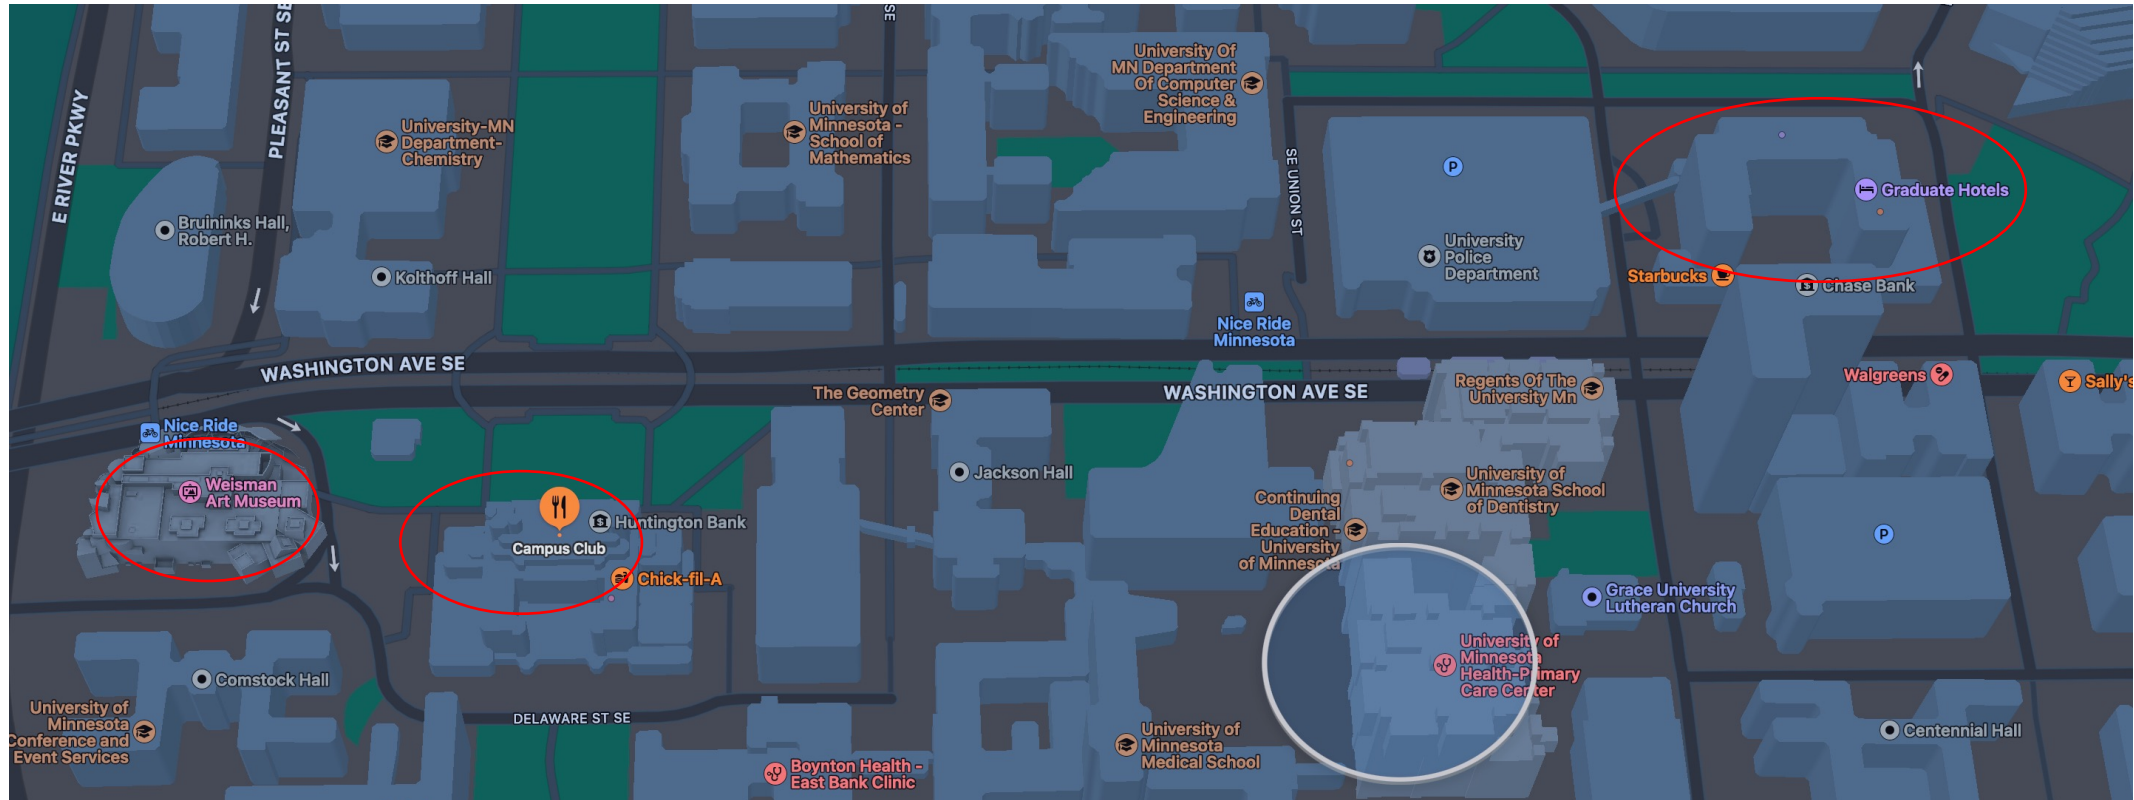 SE
PLEASANT ST SE
E RIVER PKWY
University Of
MN Department
Of Computer
Science &
Engineering
University-MN
Department-
Chemistry
University of
Minnesota -
School of
Mathematics
P
SE UNION ST
Graduate Hotels
Bruininks Hall,
Robert H.
University
Police
Department
Kolthoff Hall
Starbucks
Chase Bank
Nice Ride
Minnesota
WASHINGTON AVE SE
WASHINGTON AVE SE
The Geometry
Center
Regents Of The
University Mn
Walgreens
Sally's
Nice Ride
Minnesota
Weisman
Art Museum
Jackson Hall
University of
Minnesota School
of Dentistry
Continuing
Dental
Education -
University
of Minnesota
Huntington Bank
Campus Club
Chick-fil-A
P
Grace University
Lutheran Church
University of
Minnesota
Health-Primary
Care Center
Comstock Hall
University of
Minnesota
Conference and
Event Services
DELAWARE ST SE
University of
Minnesota
Medical School
Centennial Hall
Boynton Health -
East Bank Clinic